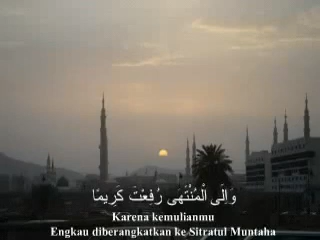 وَإِلَى الْمُنْتَهَى رُفِعْتَ كَرِيمًا
Karena kemulianmu
Engkau diberangkatkan ke Sitratul Muntaha